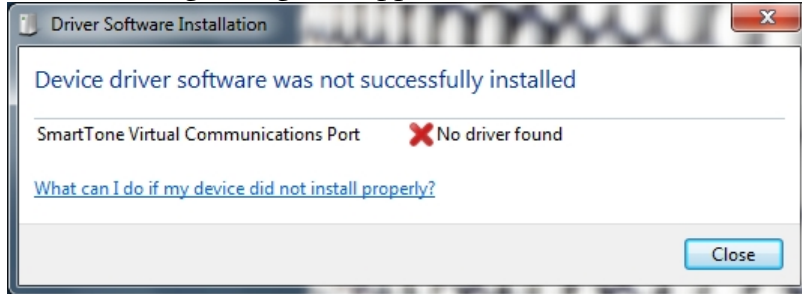 Driver Software Installation
x
Device driver software was not successfully installed
SmartTone Virtual Communications Port No driver found
What can I do if my device did not install properly?
Close